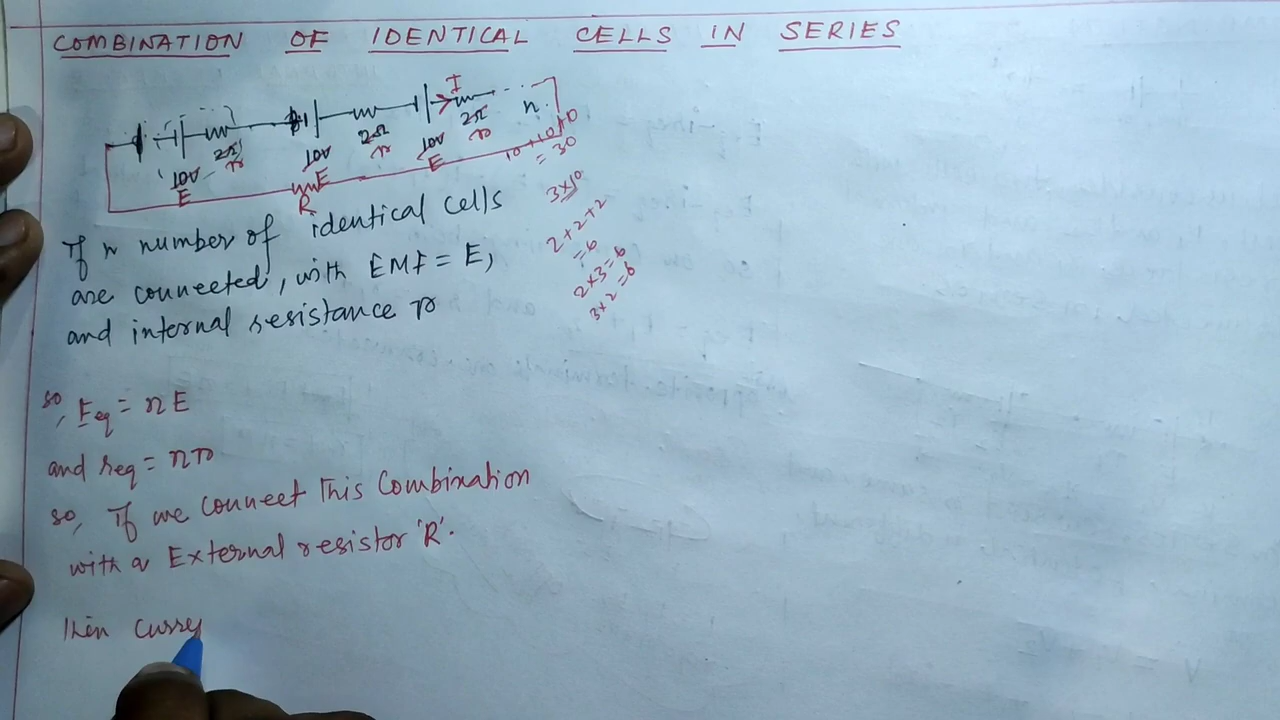 COMBINATION OF IDENTICAL CELLS IN SERIES
I
2Ω 2Ω 2Ω n
r r r
10V 10V 10V
E E E
R
10+10+10
=30
3×10
2+2+2
=6
2×3=6
3×2=6
If n number of identical cells
are connected, with EMF = E,
and internal resistance r
so, Eeq = nE
and req = nr
so, If we connect This Combination
with a External resistor 'R'.
Then curre